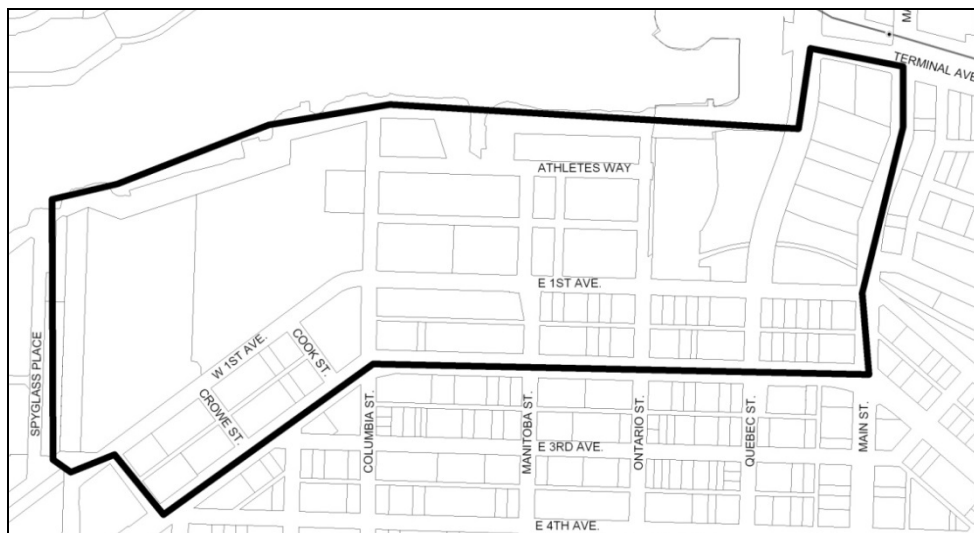 MA
TERMINAL AVE
ATHLETES WAY
E 1ST AVE.
SPYGLASS PLACE
W 1ST AVE.
COOK ST.
CROWE ST.
COLUMBIA ST.
MANITOBA ST.
ONTARIO ST.
QUEBEC ST.
MAIN ST.
E 3RD AVE.
E 4TH AVE.